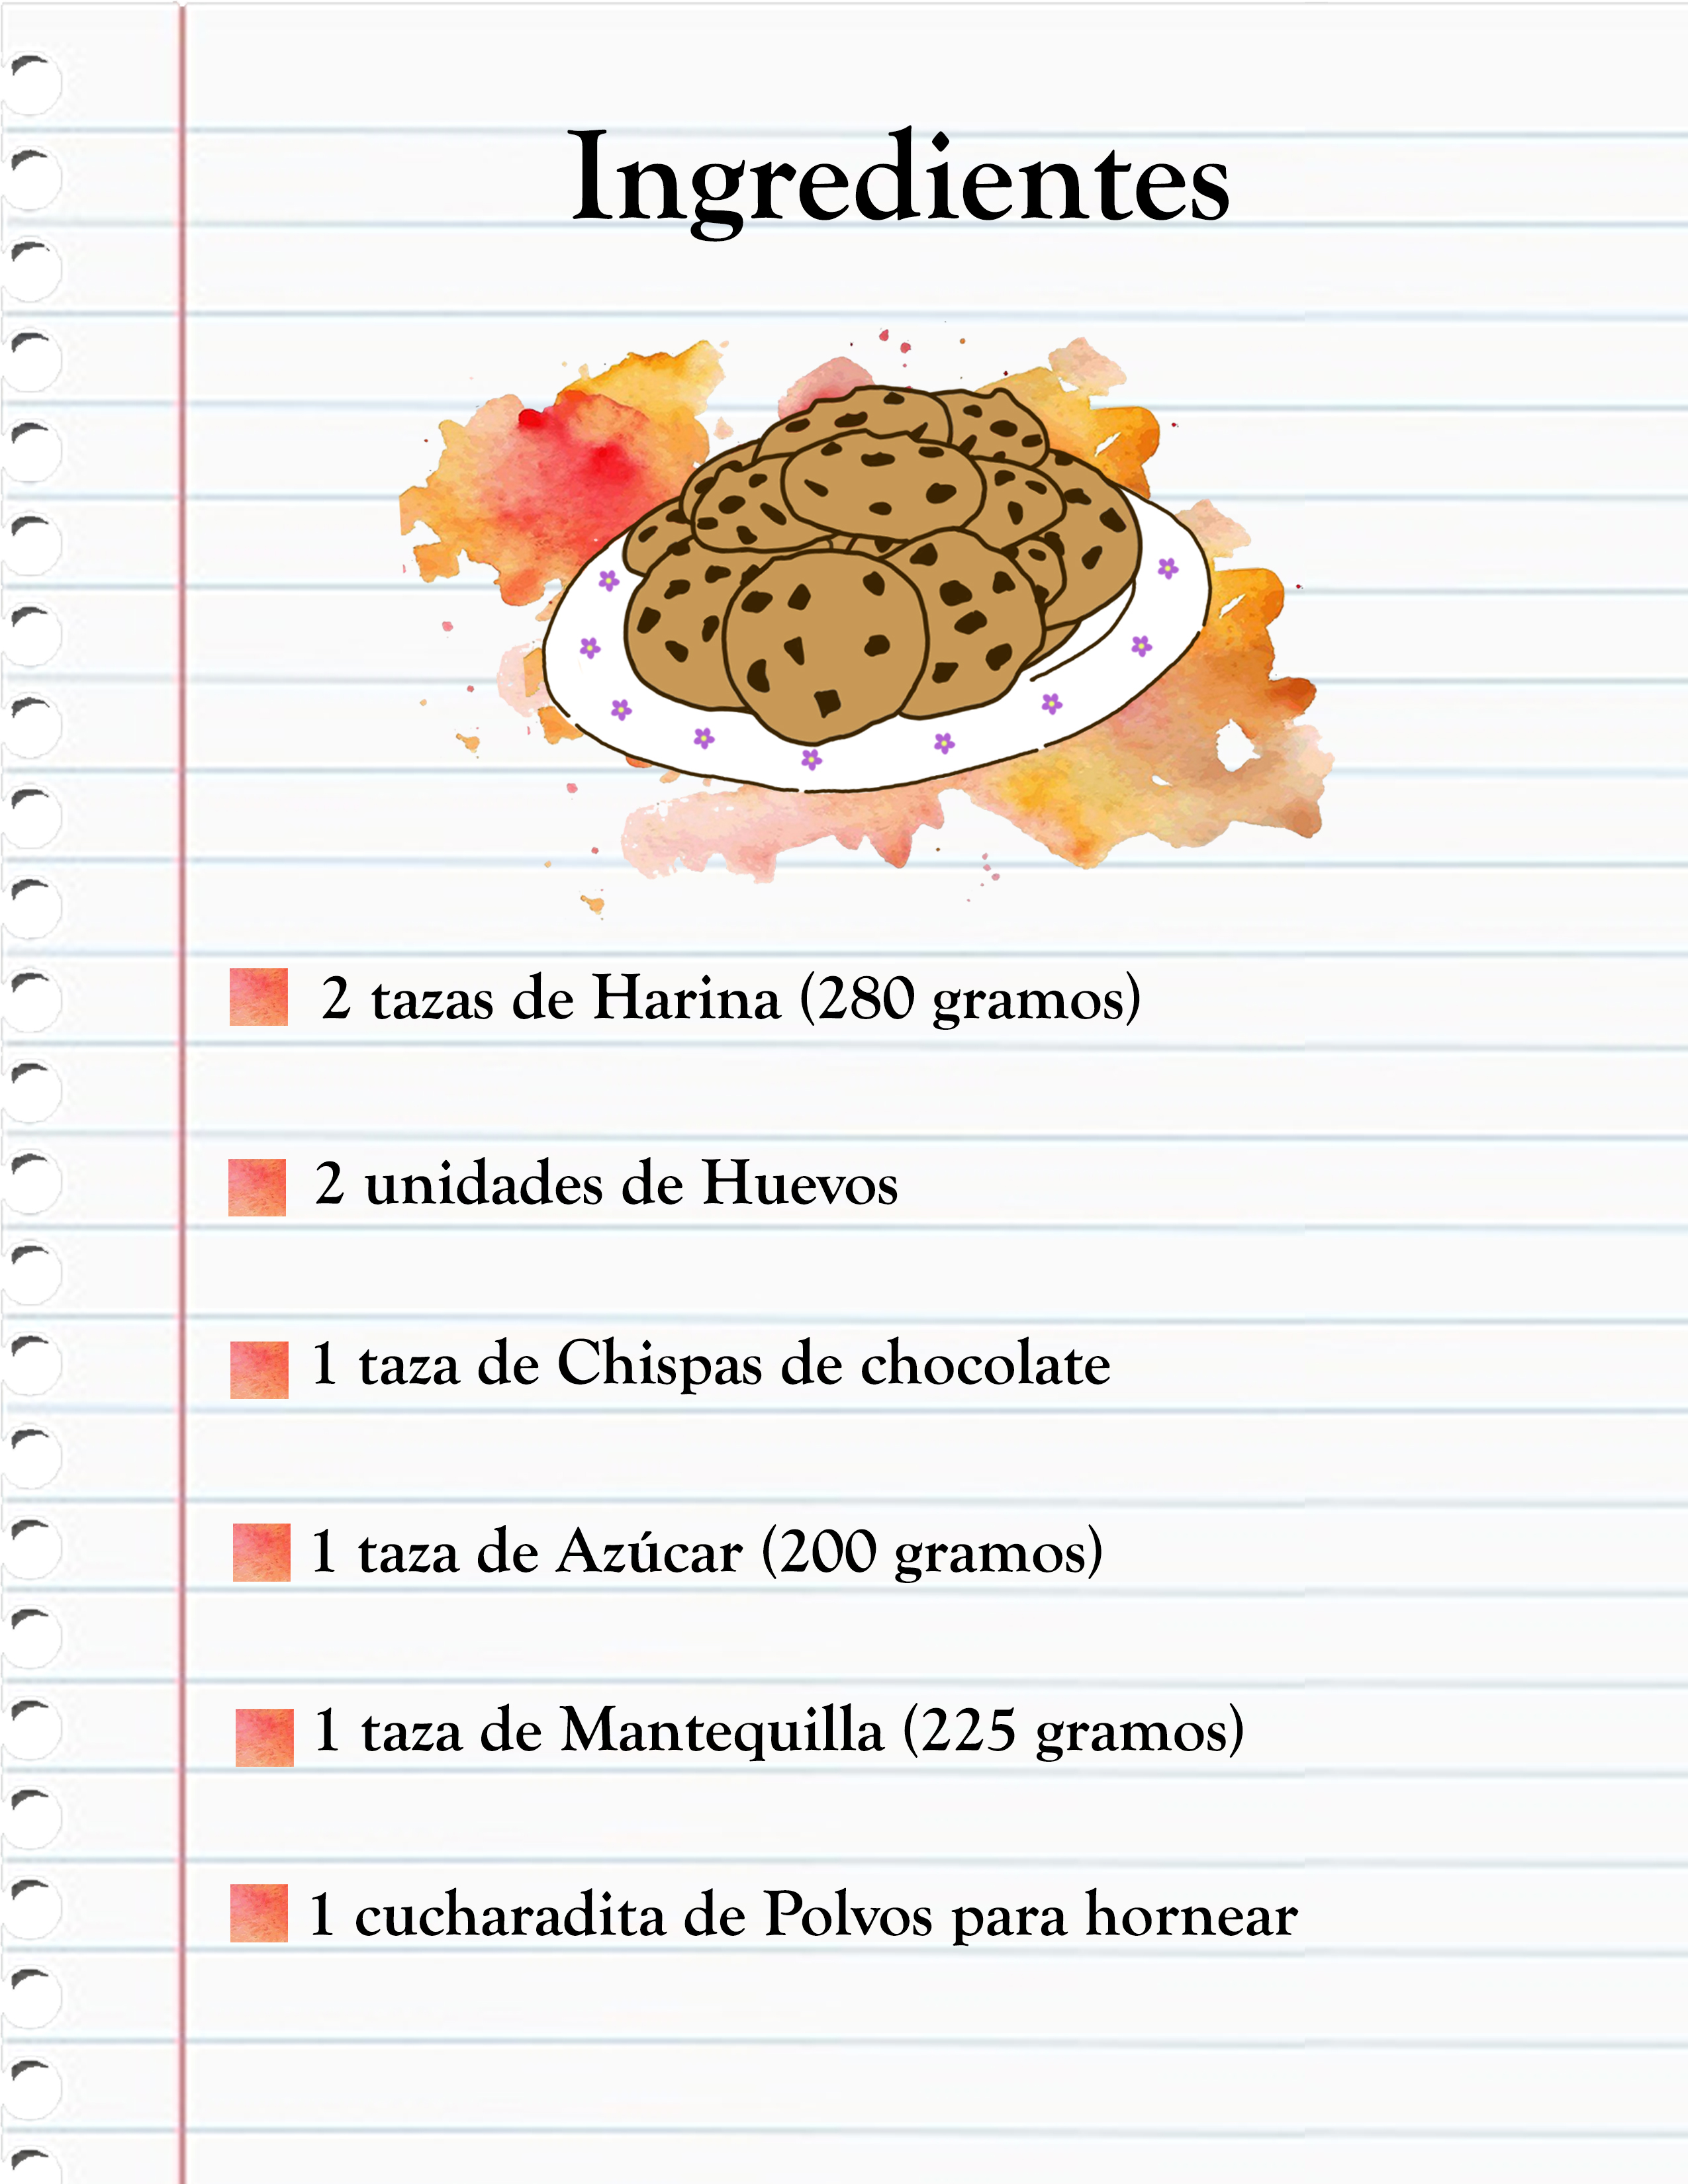 Ingredientes
2 tazas de Harina (280 gramos)
2 unidades de Huevos
1 taza de Chispas de chocolate
1 taza de Azúcar (200 gramos)
1 taza de Mantequilla (225 gramos)
1 cucharadita de Polvos para hornear